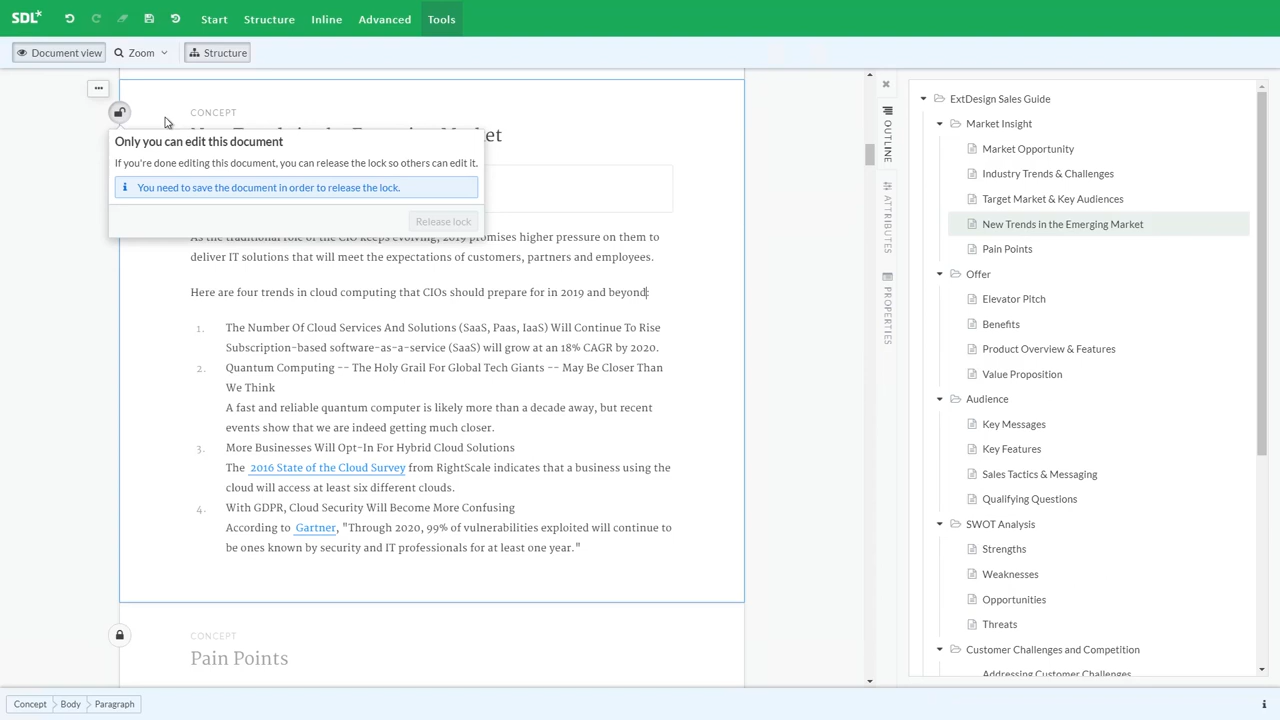 SDL*
Start
Structure
Inline
Advanced
Tools
Document view
Zoom
Structure
CONCEPT
Only you can edit this document
If you're done editing this document, you can release the lock so others can edit it.
You need to save the document in order to release the lock.
Release lock
As the traditional role of the CIO keeps evolving, 2019 promises higher pressure on them to
deliver IT solutions that will meet the expectations of customers, partners and employees.
Here are four trends in cloud computing that CIOs should prepare for in 2019 and beyond:
1. The Number Of Cloud Services And Solutions (SaaS, Paas, IaaS) Will Continue To Rise
Subscription-based software-as-a-service (SaaS) will grow at an 18% CAGR by 2020.
2. Quantum Computing -- The Holy Grail For Global Tech Giants -- May Be Closer Than
We Think
A fast and reliable quantum computer is likely more than a decade away, but recent
events show that we are indeed getting much closer.
3. More Businesses Will Opt-In For Hybrid Cloud Solutions
The 2016 State of the Cloud Survey from RightScale indicates that a business using the
cloud will access at least six different clouds.
4. With GDPR, Cloud Security Will Become More Confusing
According to Gartner, "Through 2020, 99% of vulnerabilities exploited will continue to
be ones known by security and IT professionals for at least one year."
CONCEPT
Pain Points
OUTLINE
ATTRIBUTES
PROPERTIES
ExtDesign Sales Guide
Market Insight
Market Opportunity
Industry Trends & Challenges
Target Market & Key Audiences
New Trends in the Emerging Market
Pain Points
Offer
Elevator Pitch
Benefits
Product Overview & Features
Value Proposition
Audience
Key Messages
Key Features
Sales Tactics & Messaging
Qualifying Questions
SWOT Analysis
Strengths
Weaknesses
Opportunities
Threats
Customer Challenges and Competition
Addressing Customer Challenges
Concept
Body
Paragraph